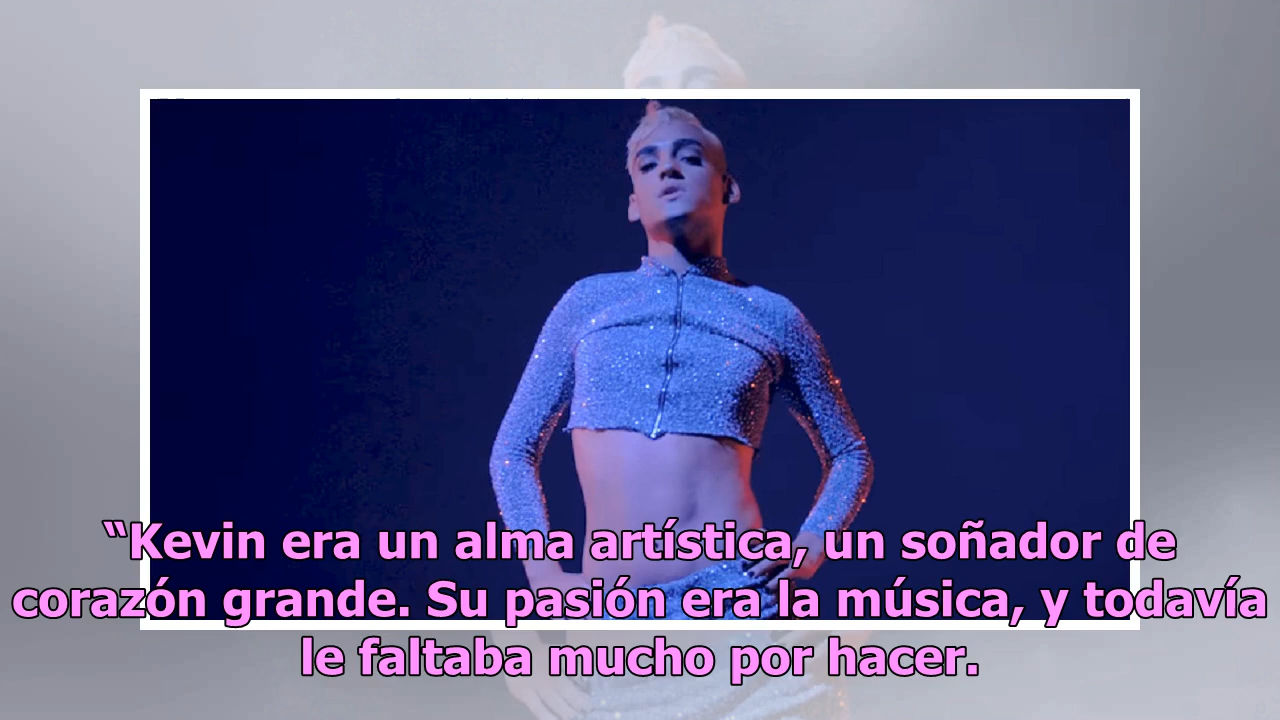 “Kevin era un alma artística, un soñador de
corazón grande. Su pasión era la música, y todavía
le faltaba mucho por hacer.